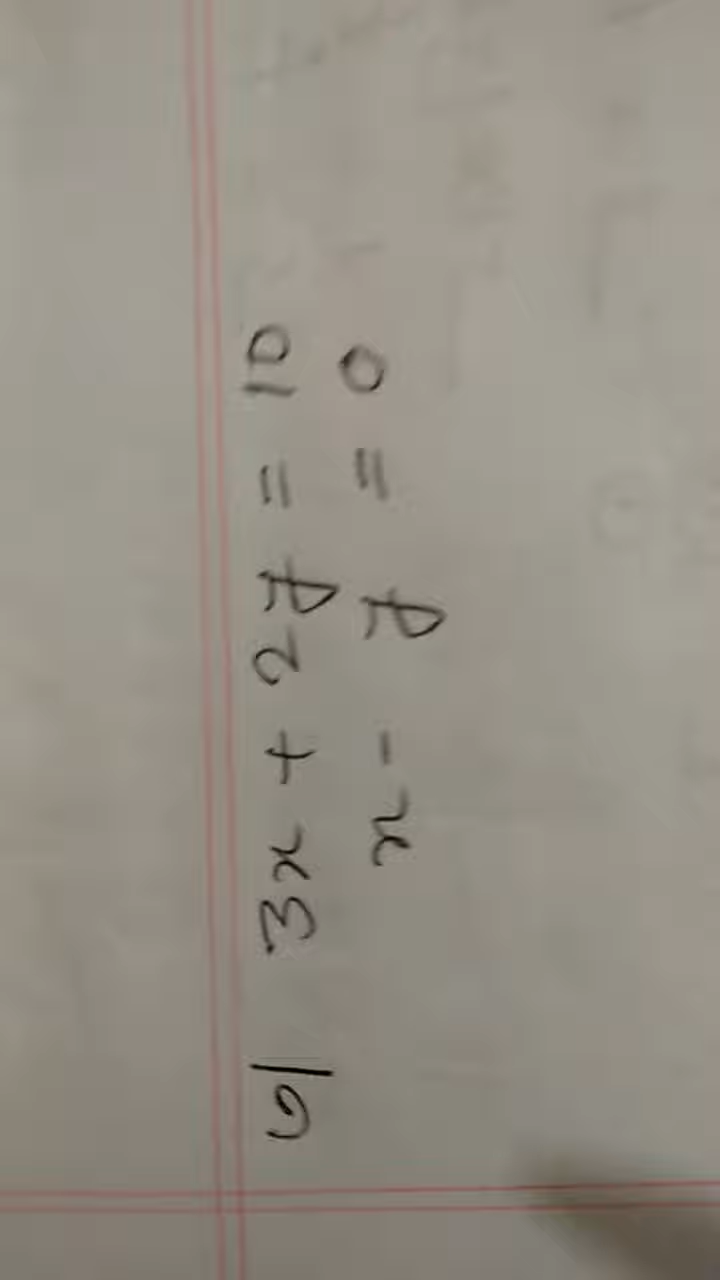 6| 3x + 2y = 10
x - y = 0